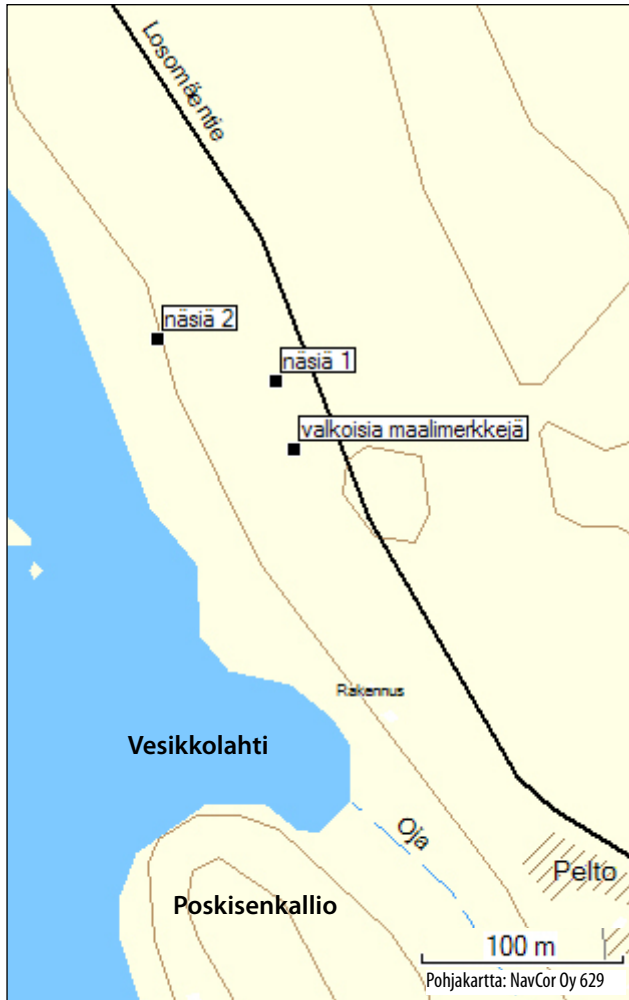 Losomäentie
näsiä 2
näsiä 1
valkoisia maalimerkkejä
Rakennus
Vesikkolahti
Oja
Pelto
Poskisenkallio
100 m
Pohjakartta: NavCor Oy 629